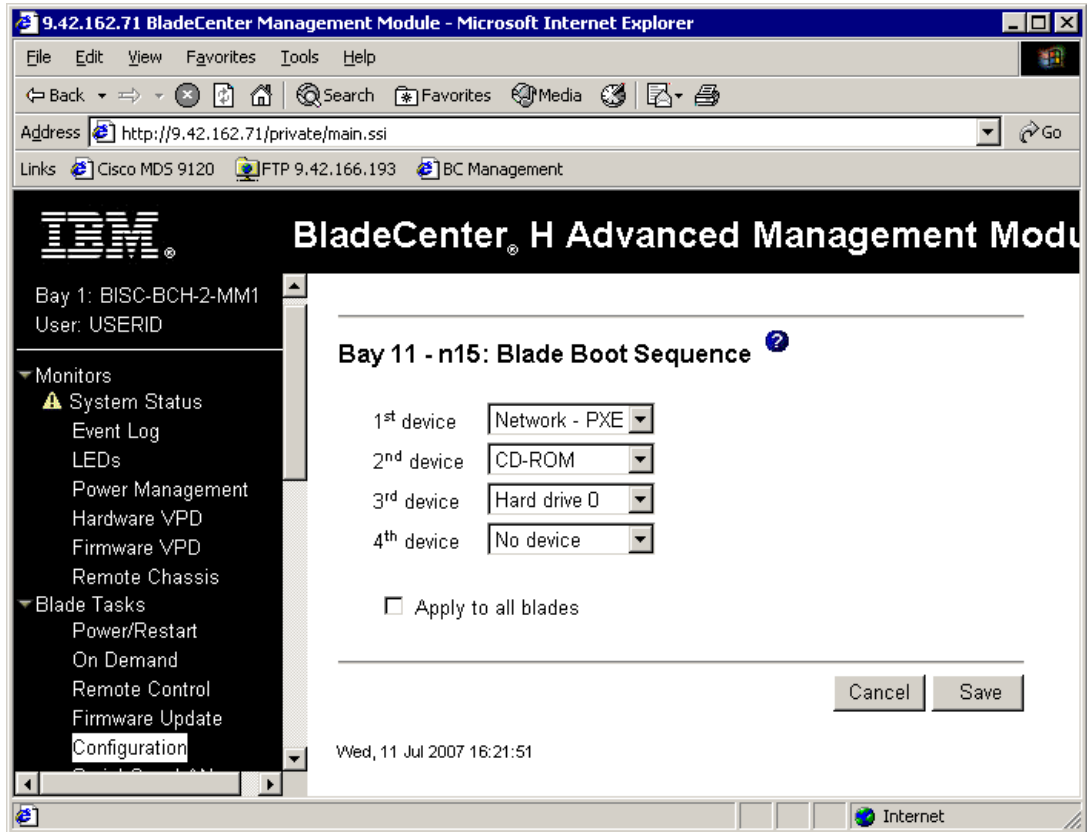 9.42.162.71 BladeCenter Management Module - Microsoft Internet Explorer
File Edit View Favorites Tools Help
Back Search Favorites Media
Address http://9.42.162.71/private/main.ssi Go
Links Cisco MDS 9120 FTP 9.42.166.193 BC Management
IBM® BladeCenter® H Advanced Management Modu
Bay 1: BISC-BCH-2-MM1
User: USERID
Monitors
System Status
Event Log
LEDs
Power Management
Hardware VPD
Firmware VPD
Remote Chassis
Blade Tasks
Power/Restart
On Demand
Remote Control
Firmware Update
Configuration
Bay 11 - n15: Blade Boot Sequence ?
1st device Network - PXE
2nd device CD-ROM
3rd device Hard drive 0
4th device No device
Apply to all blades
Cancel Save
Wed, 11 Jul 2007 16:21:51
Internet